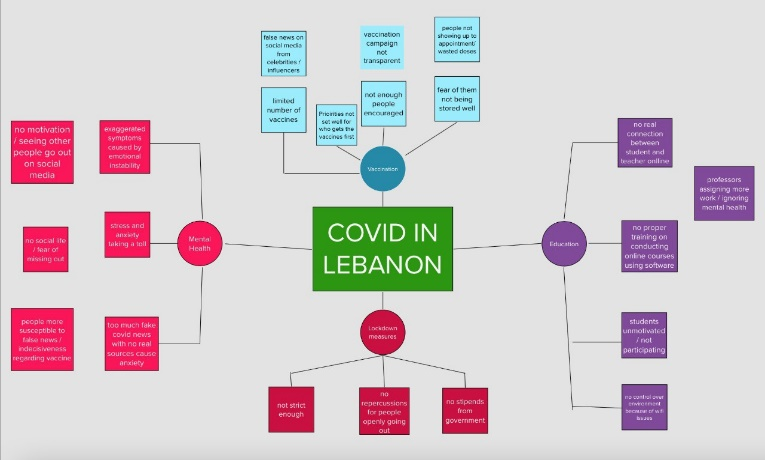 false news on
social media
from
celebrities /
influencers
vaccination
campaign
not
transparent
people not
showing up to
appointment/
wasted doses
limited
number of
vaccines
Priorities not
set well for
who gets the
vaccines first
not enough
people
encouraged
fear of them
not being
stored well
Vaccination
no motivation
/ seeing other
people go out
on social
media
exaggerated
symptoms
caused by
emotional
instability
no social life
/ fear of
missing out
stress and
anxiety
taking a toll
Mental
Health
people more
susceptible to
false news /
indecisiveness
regarding vaccine
too much fake
covid news
with no real
sources cause
anxiety
COVID IN
LEBANON
Education
no real
connection
between
student and
teacher online
professors
assigning more
work / ignoring
mental health
no proper
training on
conducting
online courses
using software
students
unmotivated
/ not
participating
no control over
environment
because of wifi
issues
Lockdown
measures
not strict
enough
no
repercussions
for people
openly going
out
no stipends
from
government